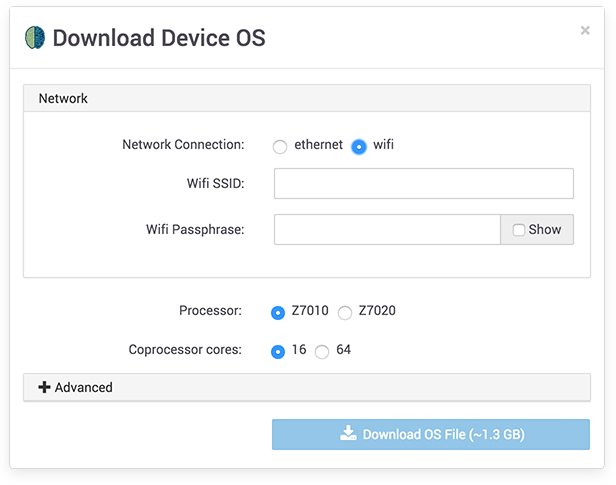 Download Device OS
×
Network
Network Connection: ethernet wifi
Wifi SSID:
Wifi Passphrase: Show
Processor: Z7010 Z7020
Coprocessor cores: 16 64
Advanced
Download OS File (~1.3 GB)